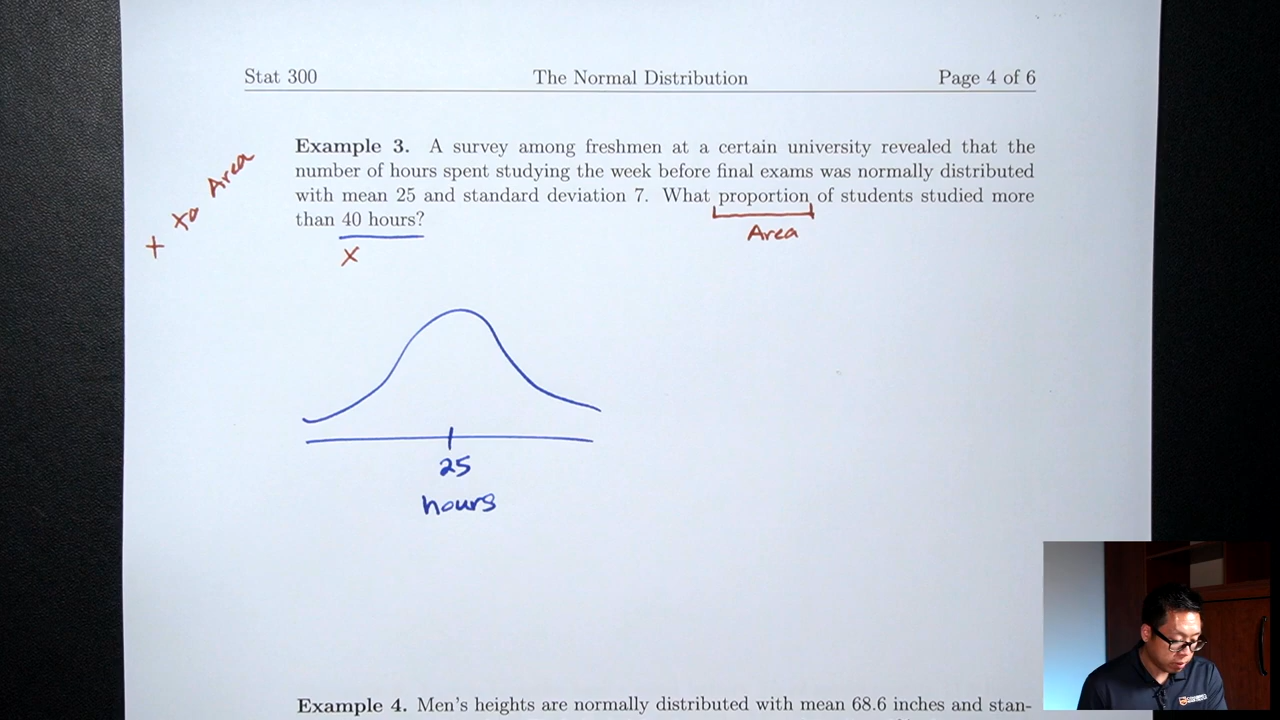 Stat 300 The Normal Distribution Page 4 of 6
Example 3. A survey among freshmen at a certain university revealed that the
number of hours spent studying the week before final exams was normally distributed
with mean 25 and standard deviation 7. What proportion of students studied more
than 40 hours?
x to Area
Area
x
25
hours
Example 4. Men's heights are normally distributed with mean 68.6 inches and stan-